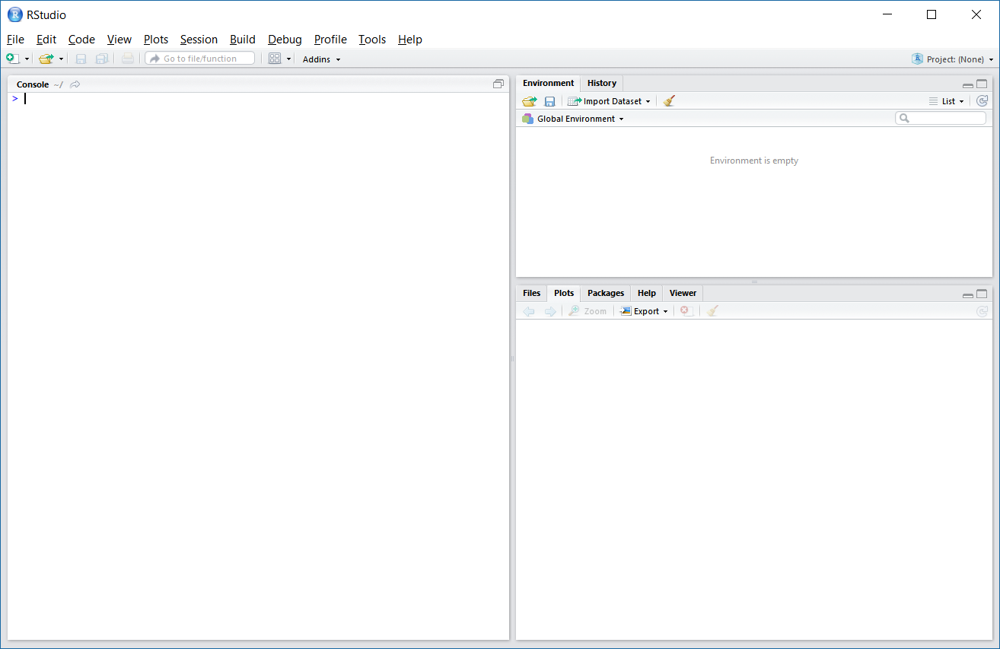 RStudio
File Edit Code View Plots Session Build Debug Profile Tools Help
Go to file/function Addins Project: (None)
Console ~/
>
Environment History
Import Dataset List
Global Environment
Environment is empty
Files Plots Packages Help Viewer
Zoom Export